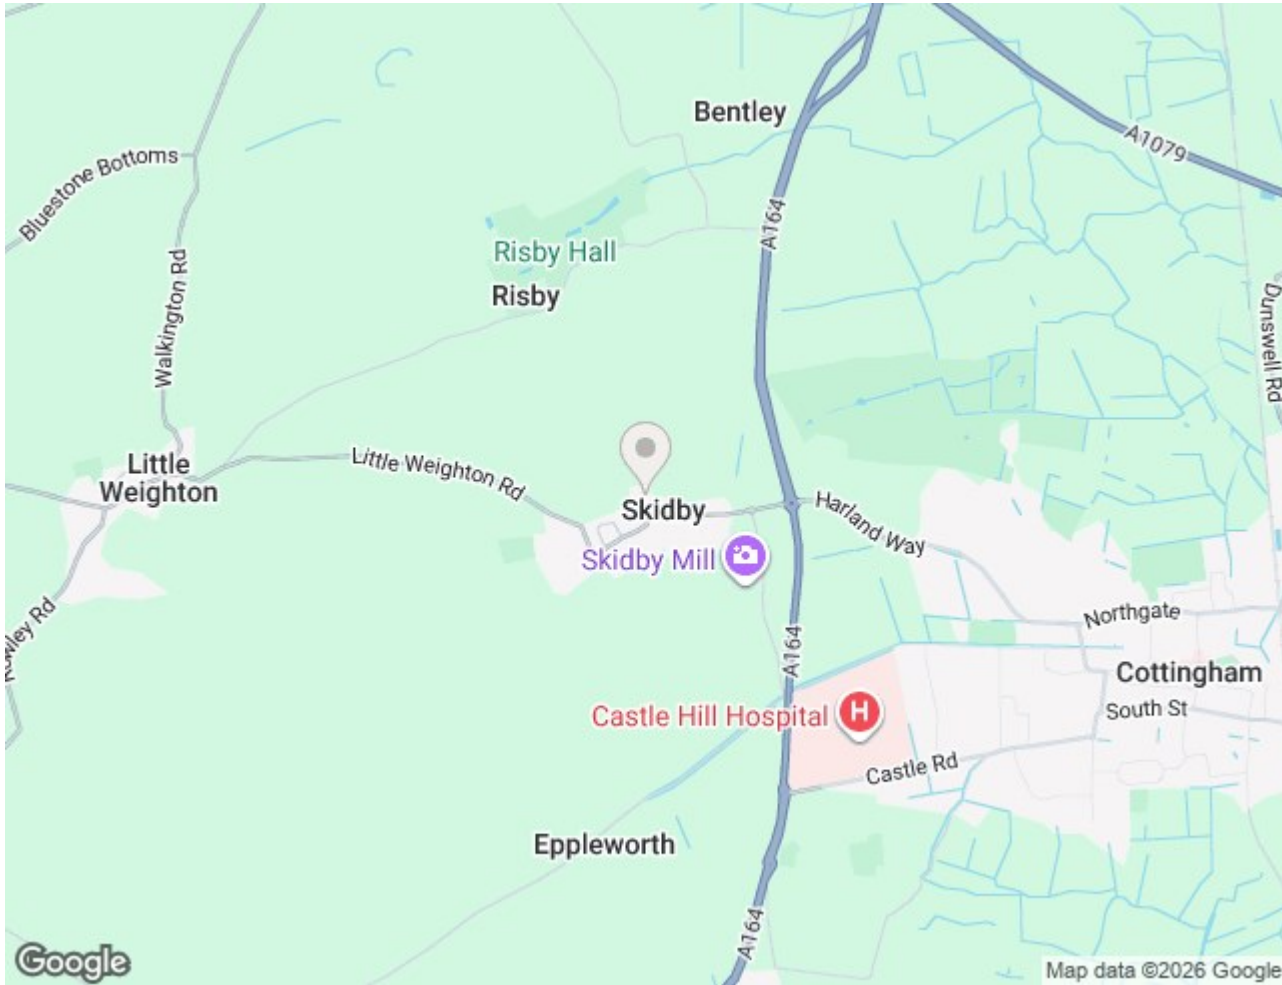 Bentley
A1079
Bluestone Bottoms
A164
Risby Hall
Risby
Walkington Rd
Dunswell Rd
Little
Weighton
Little Weighton Rd
Skidby
Harland Way
Skidby Mill
Northgate
Rowley Rd
A164
Cottingham
South St
Castle Hill Hospital
H
Castle Rd
Eppleworth
A164
Google
Map data ©2026 Google